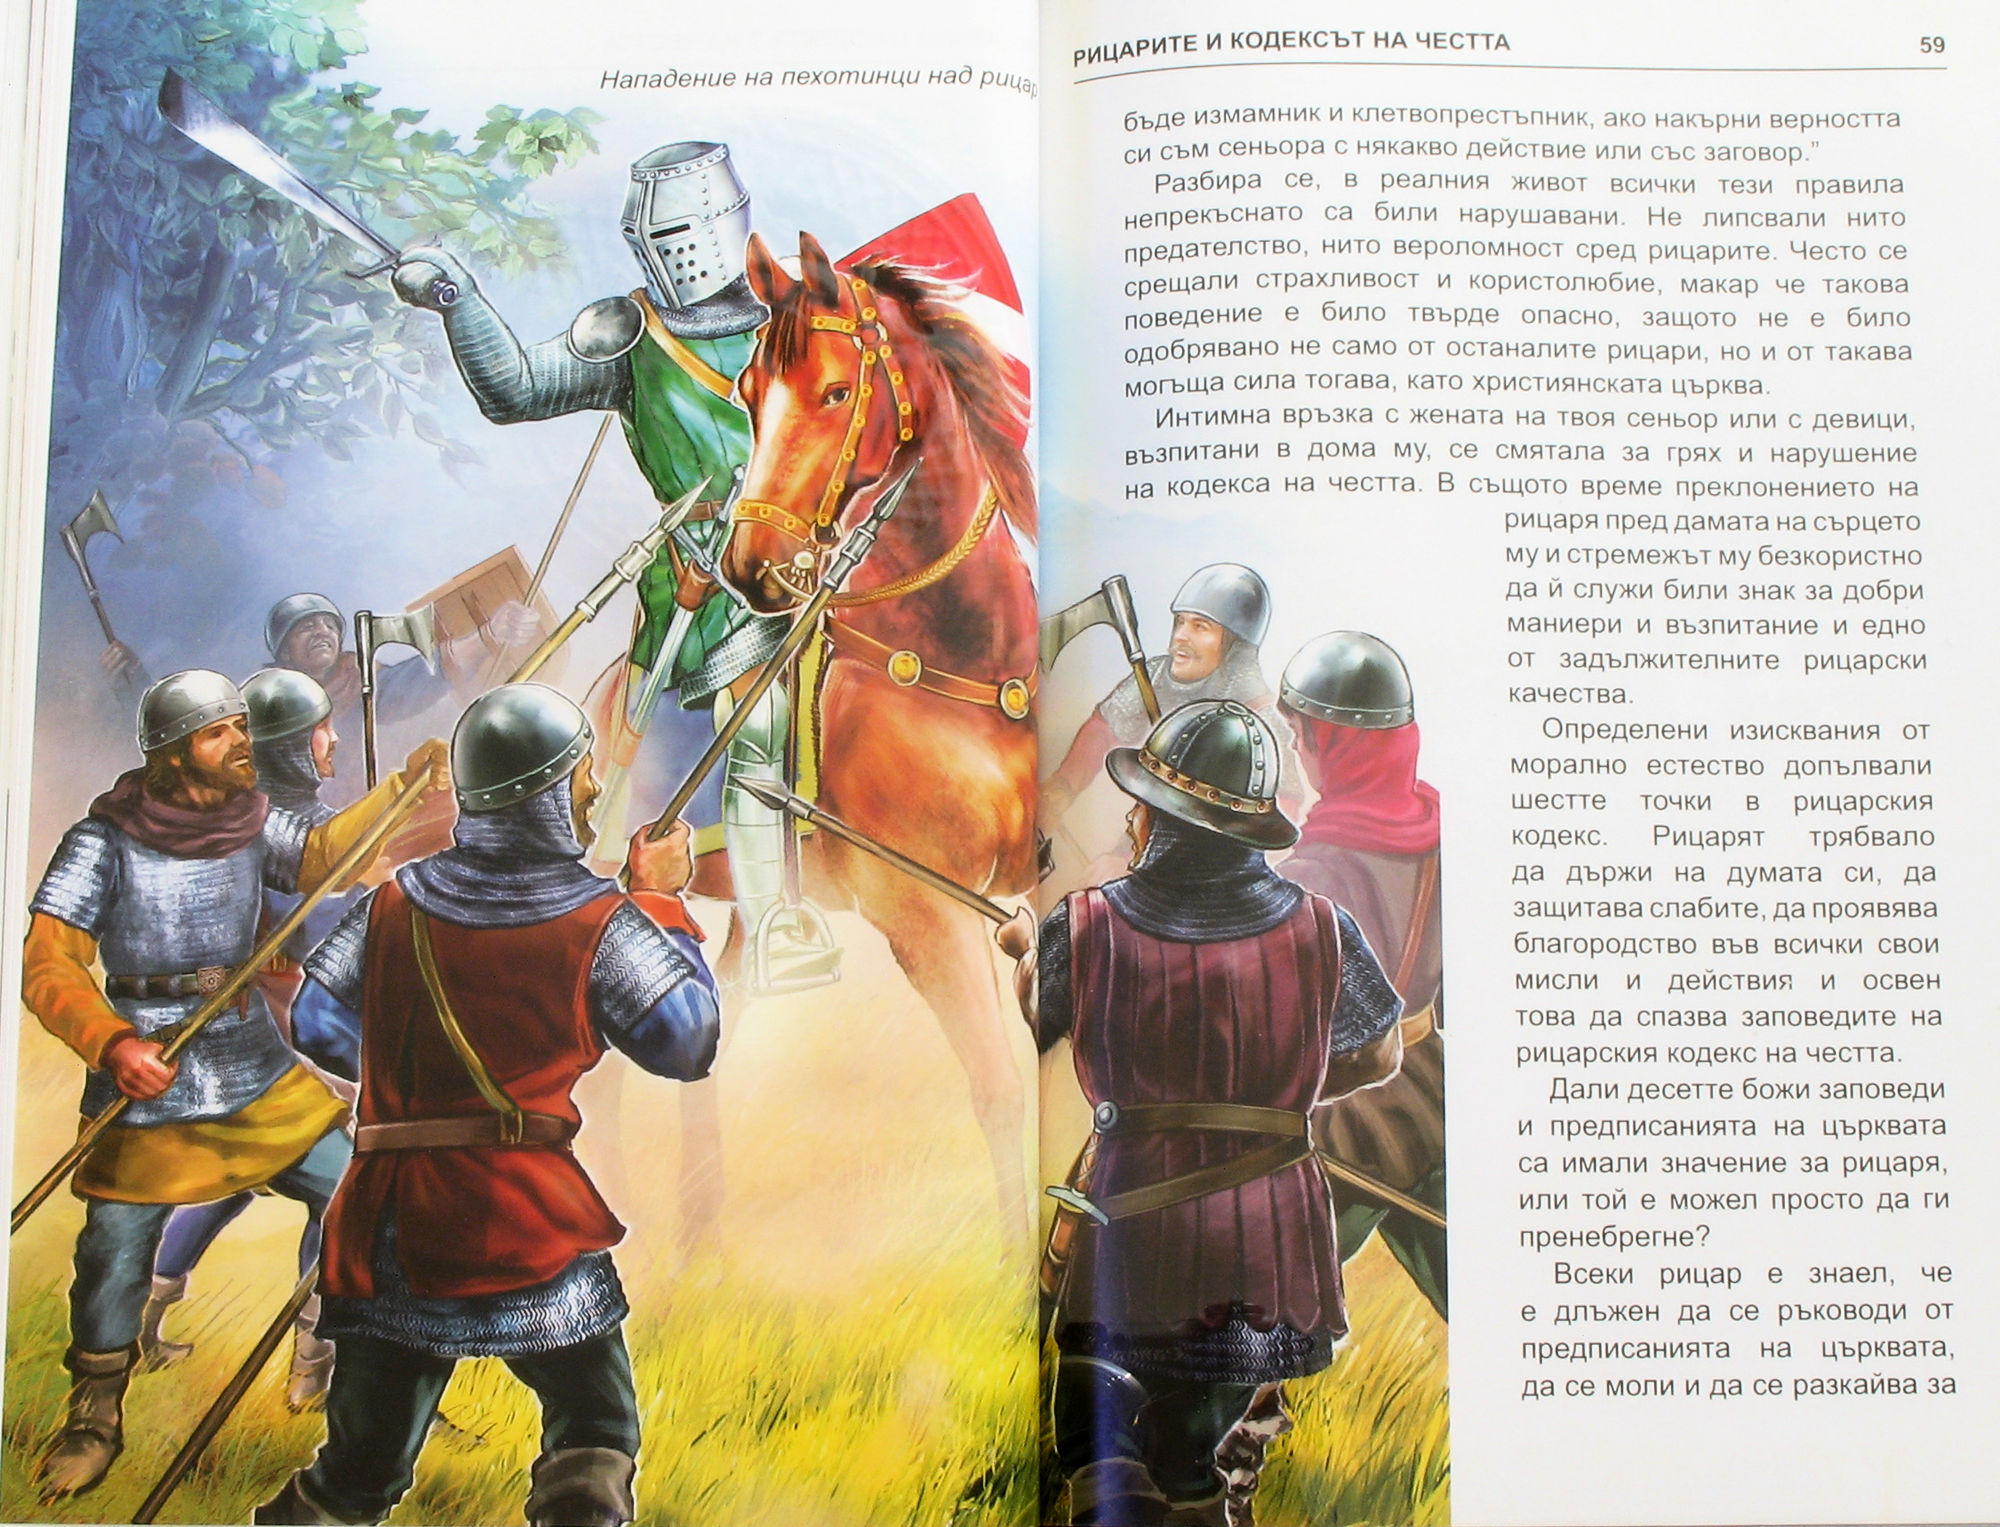 Нападение на пехотинци над рицар
РИЦАРИТЕ И КОДЕКСЪТ НА ЧЕСТТА 59
бъде измамник и клетвопрестъпник, ако накърни верността
си съм сеньора с някакво действие или със заговор.”
Разбира се, в реалния живот всички тези правила
непрекъснато са били нарушавани. Не липсвали нито
предателство, нито вероломност сред рицарите. Често се
срещали страхливост и користолюбие, макар че такова
поведение е било твърде опасно, защото не е било
одобрявано не само от останалите рицари, но и от такава
могъща сила тогава, като християнската църква.
Интимна връзка с жената на твоя сеньор или с девици,
възпитани в дома му, се смятала за грях и нарушение
на кодекса на честта. В същото време преклонението на
рицаря пред дамата на сърцето
му и стремежът му безкористно
да й служи били знак за добри
маниери и възпитание и едно
от задължителните рицарски
качества.
Определени изисквания от
морално естество допълвали
шестте точки в рицарския
кодекс. Рицарят трябвало
да държи на думата си, да
защитава слабите, да проявява
благородство във всички свои
мисли и действия и освен
това да спазва заповедите на
рицарския кодекс на честта.
Дали десетте божи заповеди
и предписанията на църквата
са имали значение за рицаря,
или той е можел просто да ги
пренебрегне?
Всеки рицар е знаел, че
е длъжен да се ръководи от
предписанията на църквата,
да се моли и да се разкайва за